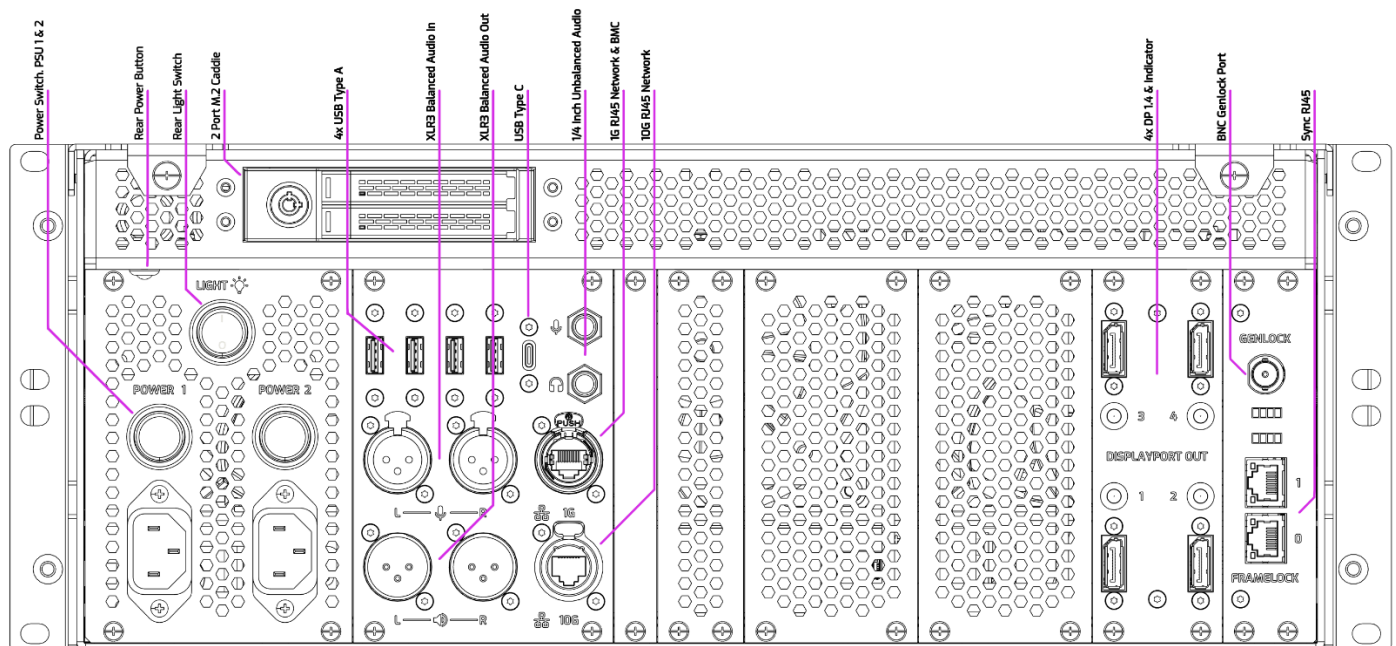 Power Switch. PSU 1 & 2
Rear Power Button
Rear Light Switch
2 Port M.2 Caddie
4x USB Type A
XLR3 Balanced Audio In
XLR3 Balanced Audio Out
USB Type C
1/4 Inch Unbalanced Audio
1G RJ45 Network & BMC
10G RJ45 Network
4x DP 1.4 & Indicator
BNC Genlock Port
Sync RJ45
LIGHT
POWER 1
POWER 2
PUSH
L
R
1G
L
R
10G
3
4
DISPLAYPORT OUT
1
2
GENLOCK
1
0
FRAMELOCK